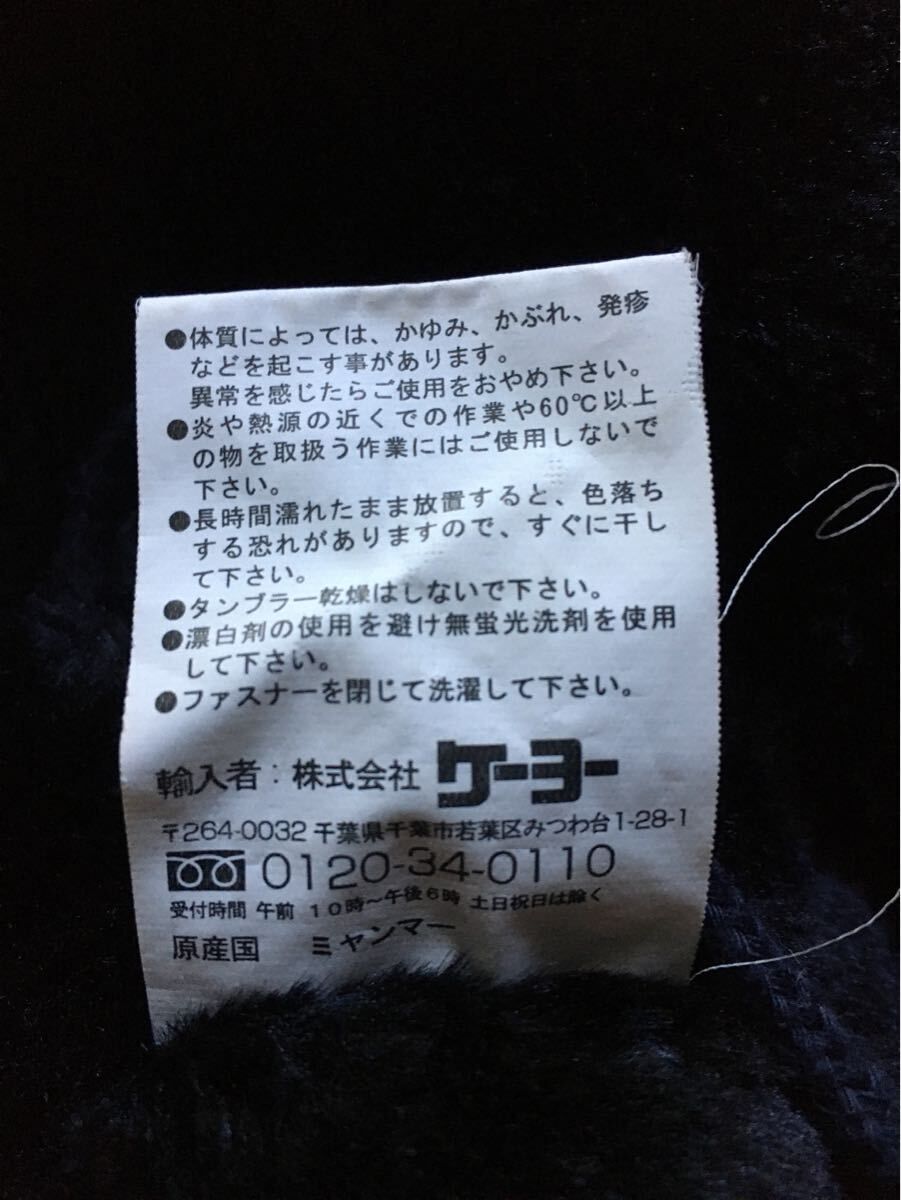 ●体質によっては、かゆみ、かぶれ、発疹
などを起こす事があります。
異常を感じたらご使用をおやめ下さい。
●炎や熱源の近くでの作業や60℃以上
の物を取扱う作業にはご使用しないで
下さい。
●長時間濡れたまま放置すると、色落ち
する恐れがありますので、すぐに干し
て下さい。
●タンブラー乾燥はしないで下さい。
●漂白剤の使用を避け無蛍光洗剤を使用
して下さい。
●ファスナーを閉じて洗濯して下さい。
輸入者：株式会社 ケーヨー
〒264-0032 千葉県千葉市若葉区みつわ台1-28-1
0120-34-0110
受付時間 午前 10時～午後6時 土日祝日は除く
原産国 ミヤンマー